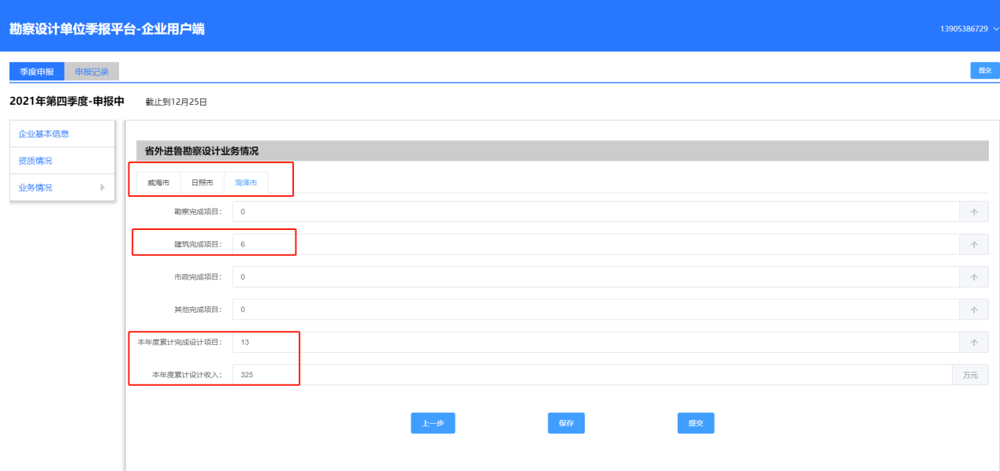 勘察设计单位季报平台-企业用户端
13905386729
季度申报 申报记录 提交
2021年第四季度-申报中 截止到12月25日
企业基本信息
资质情况
业务情况
省外进鲁勘察设计业务情况
威海市 日照市 菏泽市
勘察完成项目： 0 个
建筑完成项目： 6 个
市政完成项目： 0 个
其他完成项目： 0 个
本年度累计完成设计项目： 13 个
本年度累计设计收入： 325 万元
上一步 保存 提交